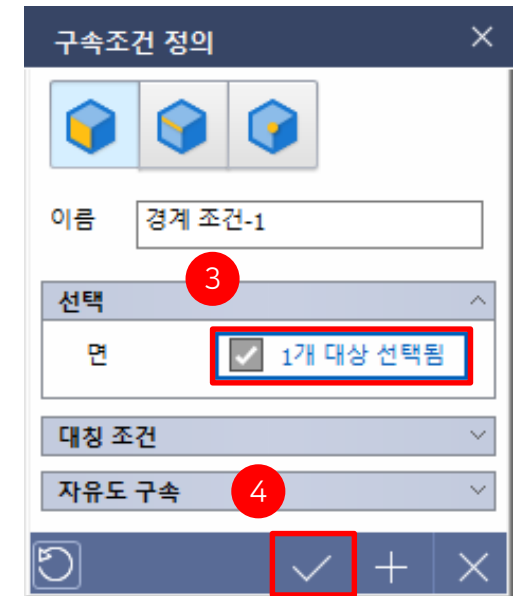 구속조건 정의
이름 경계 조건-1
3
선택
면 1개 대상 선택됨
대칭 조건
자유도 구속 4